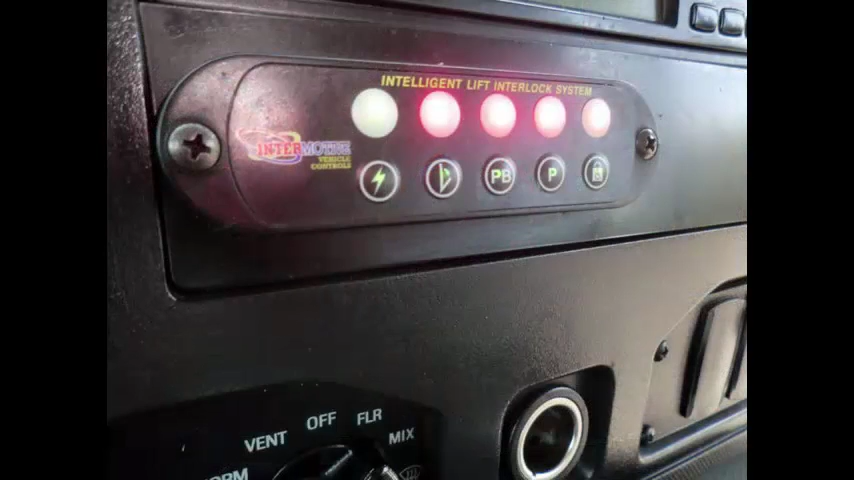 INTELLIGENT LIFT INTERLOCK SYSTEM
INTERMOTIVE
VEHICLE
CONTROLS
PB
P
OFF
FLR
VENT
MIX